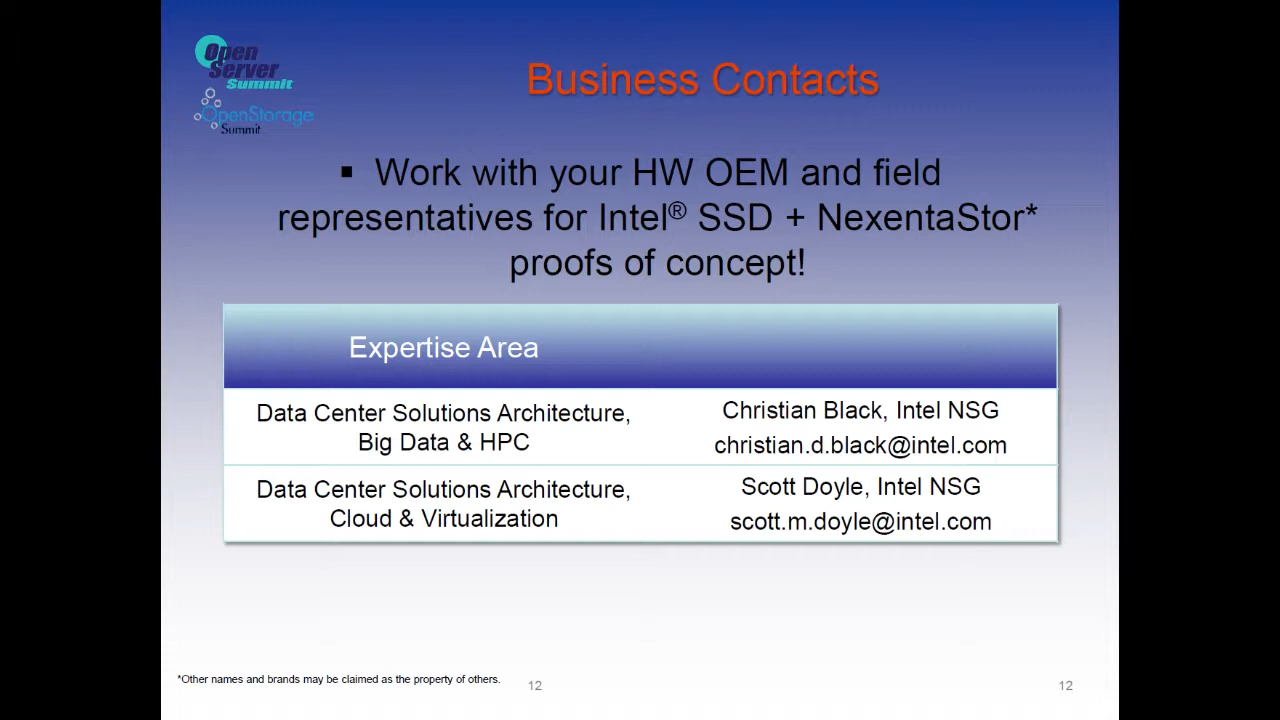 Open
Server
Summit
OpenStorage
Summit
Business Contacts
▪ Work with your HW OEM and field
representatives for Intel® SSD + NexentaStor*
proofs of concept!
Expertise Area
Data Center Solutions Architecture,
Big Data & HPC
Christian Black, Intel NSG
christian.d.black@intel.com
Data Center Solutions Architecture,
Cloud & Virtualization
Scott Doyle, Intel NSG
scott.m.doyle@intel.com
*Other names and brands may be claimed as the property of others.
12
12